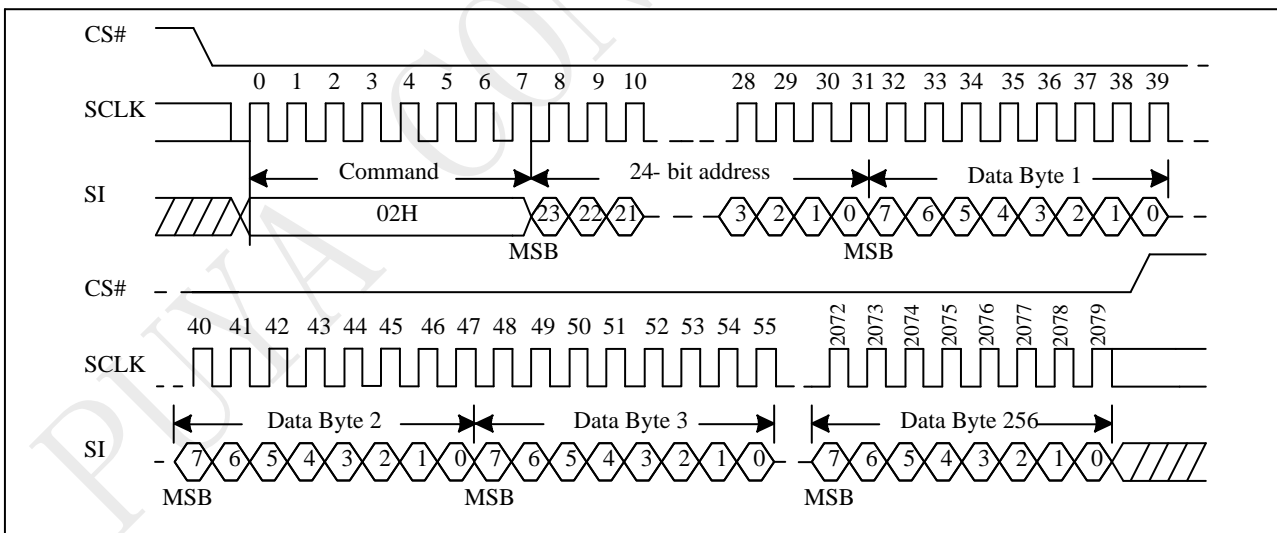 CS#
0 1 2 3 4 5 6 7 8 9 10 28 29 30 31 32 33 34 35 36 37 38 39
SCLK
Command 24- bit address Data Byte 1
SI
02H 23 22 21 3 2 1 0 7 6 5 4 3 2 1 0
MSB MSB
CS#
40 41 42 43 44 45 46 47 48 49 50 51 52 53 54 55 2072 2073 2074 2075 2076 2077 2078 2079
SCLK
Data Byte 2 Data Byte 3 Data Byte 256
SI
7 6 5 4 3 2 1 0 7 6 5 4 3 2 1 0 7 6 5 4 3 2 1 0
MSB MSB MSB
PUYA CON